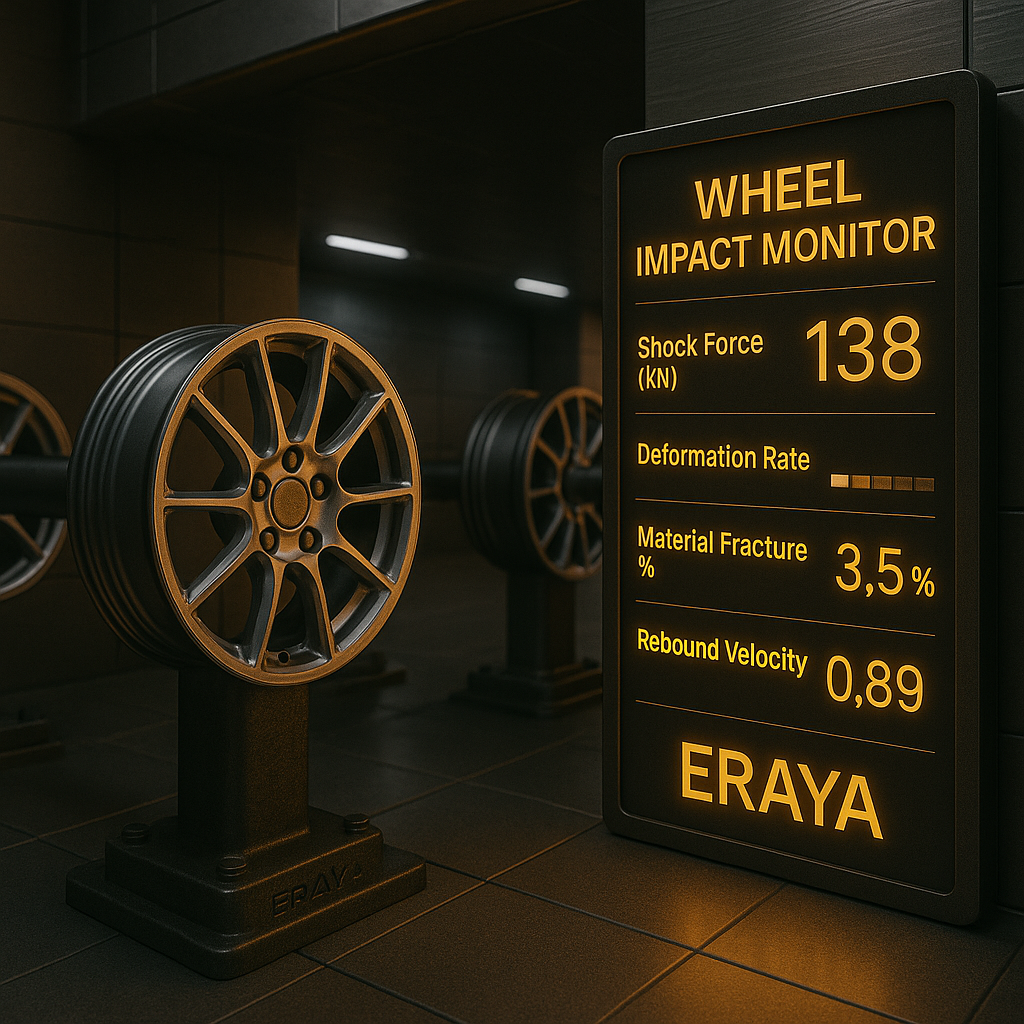 WHEEL
IMPACT MONITOR
Shock Force
(kN)
138
Deformation Rate
Material Fracture
%
3,5 %
Rebound Velocity
0,89
ERAYA
ERAYA